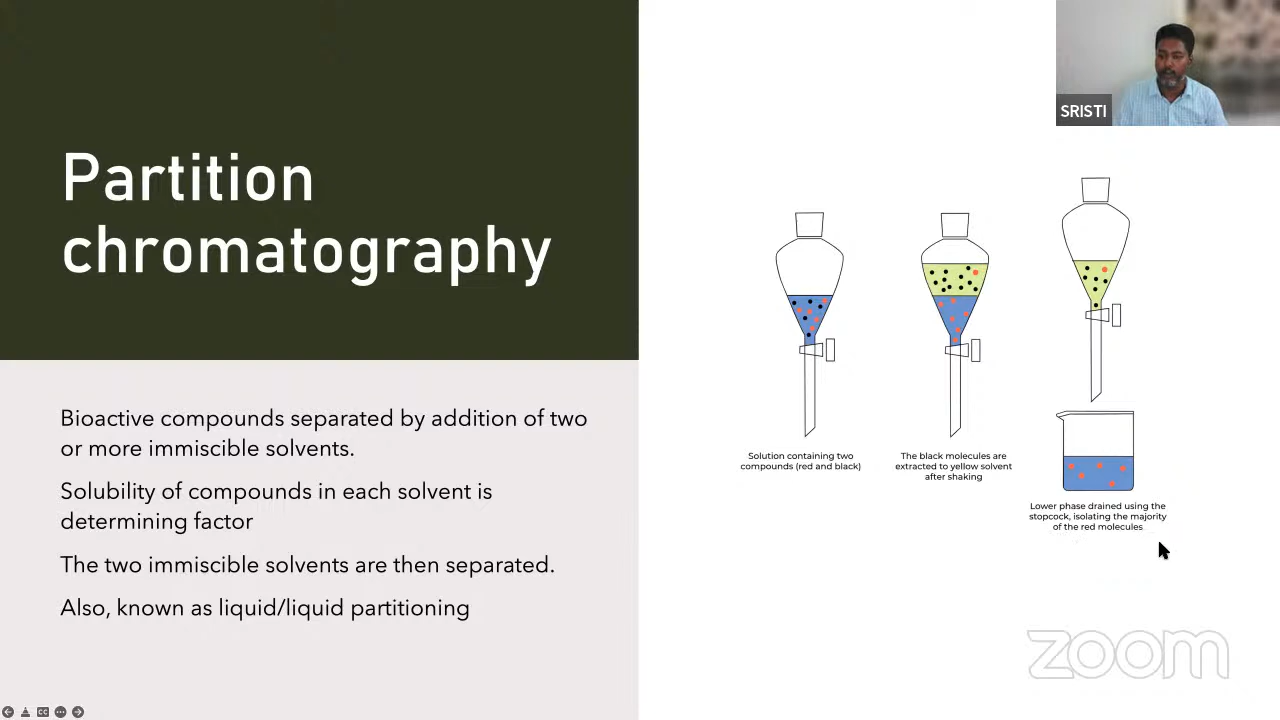 Partition
chromatography
Bioactive compounds separated by addition of two
or more immiscible solvents.
Solubility of compounds in each solvent is
determining factor
The two immiscible solvents are then separated.
Also, known as liquid/liquid partitioning
SRISTI
Solution containing two
compounds (red and black)
The black molecules are
extracted to yellow solvent
after shaking
Lower phase drained using the
stopcock, isolating the majority
of the red molecules
zoom
CC